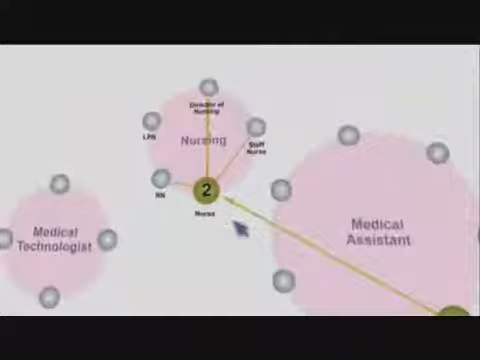 Director of
Nursing
LPN
Nursing
Staff
Nurse
RN
2
Nurse
Medical
Technologist
Medical
Assistant